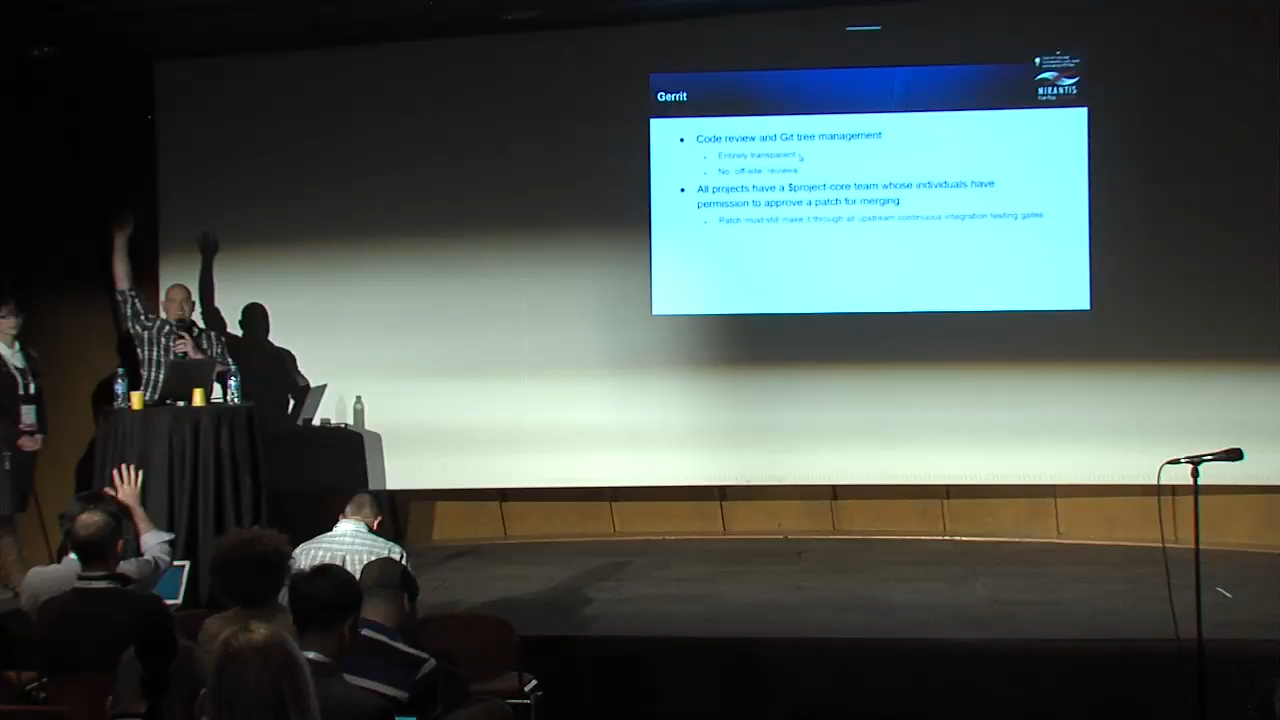 Gerrit
MIRANTIS
Code review and Git tree management
Entirely transparent
No off-site reviews
All projects have a $project-core team whose individuals have
permission to approve a patch for merging
Patch must still make it through all upstream continuous integration testing gates